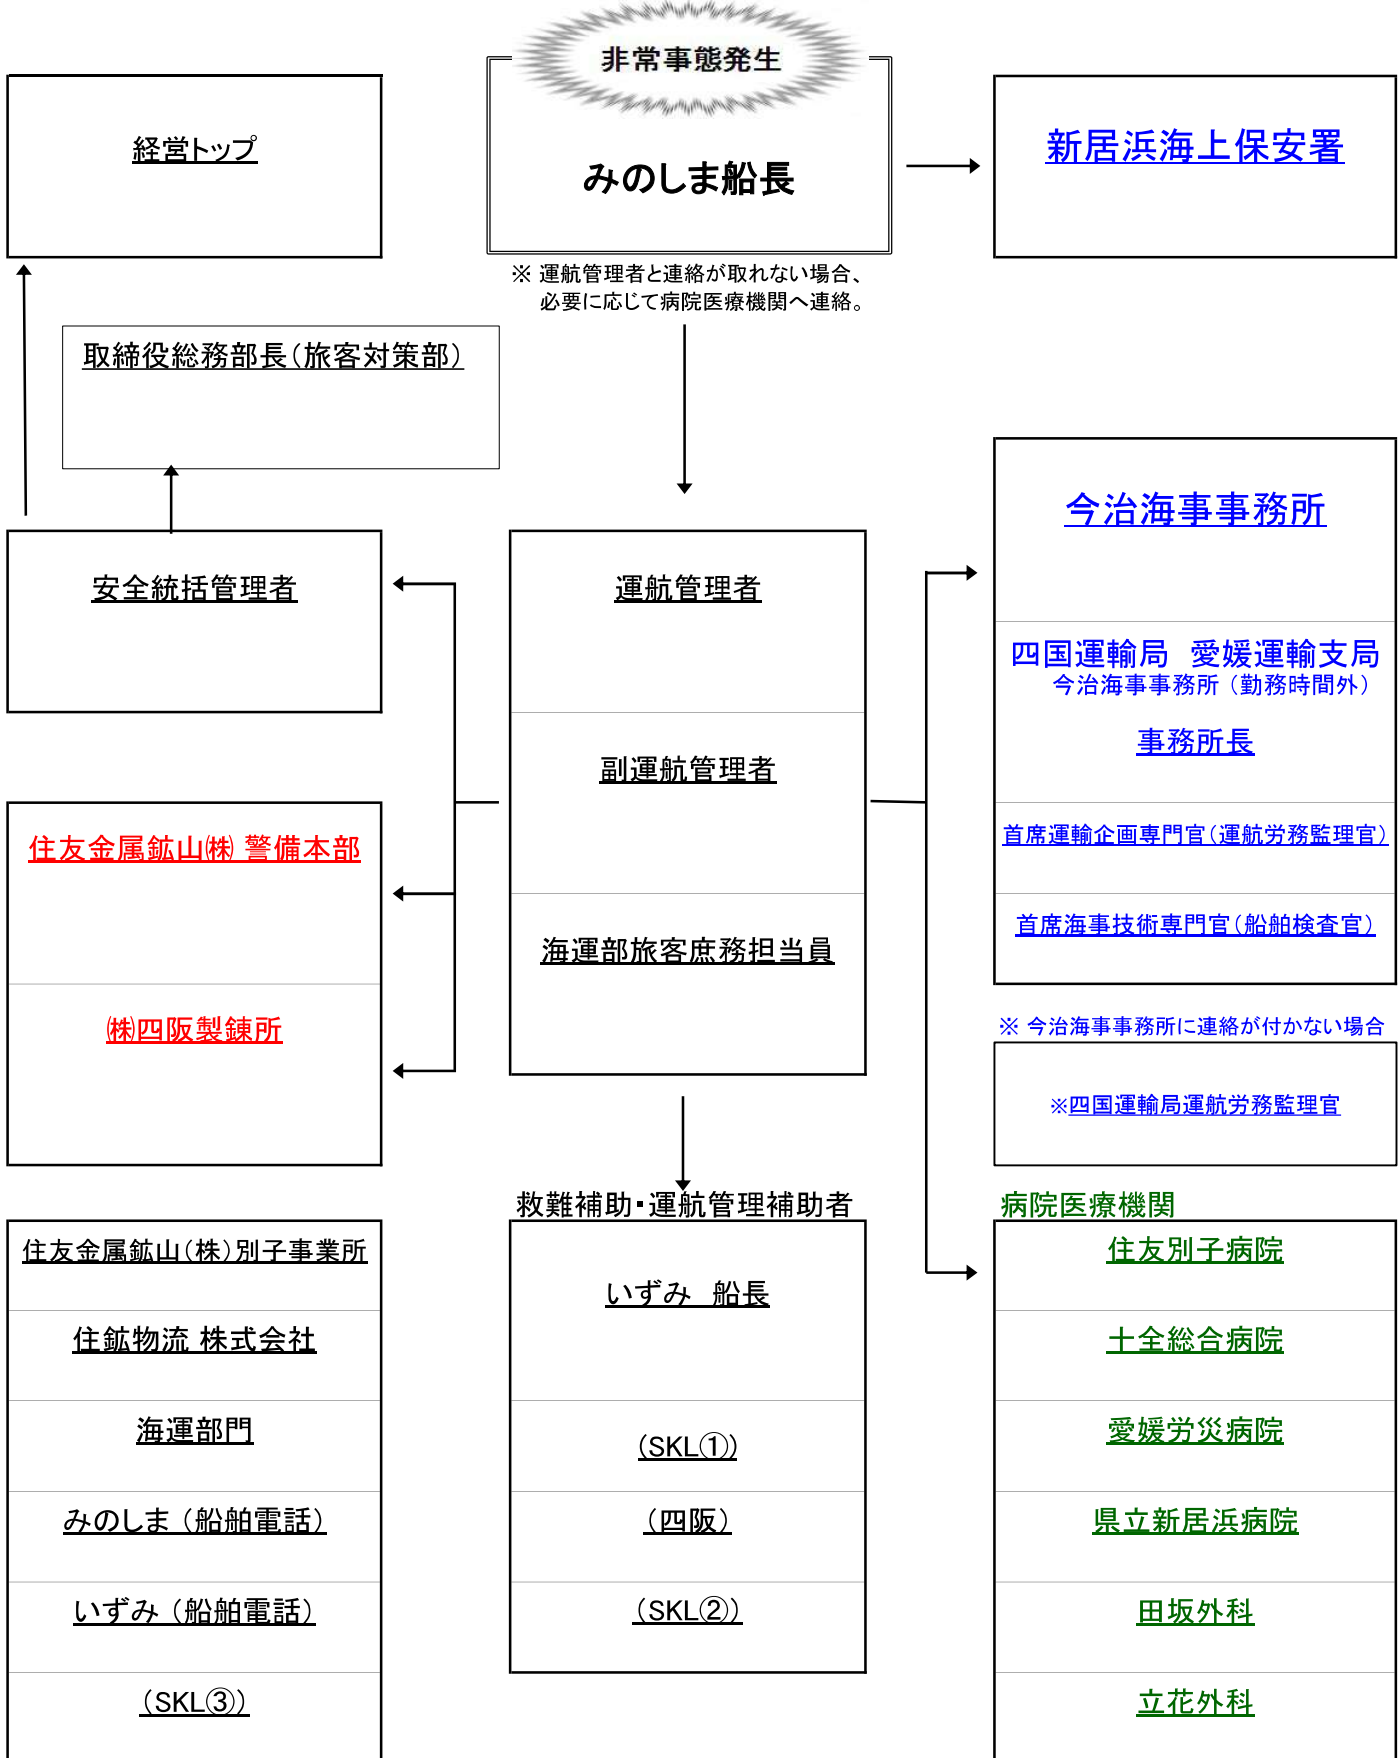 非常事態発生
みのしま船長
※ 運航管理者と連絡が取れない場合、
必要に応じて病院医療機関へ連絡。
経営トップ
新居浜海上保安署
取締役総務部長（旅客対策部）
安全統括管理者
運航管理者
副運航管理者
海運部旅客庶務担当員
今治海事事務所
四国運輸局　愛媛運輸支局
今治海事事務所（勤務時間外）
事務所長
首席運輸企画専門官（運航労務監理官）
首席海事技術専門官（船舶検査官）
※ 今治海事事務所に連絡が付かない場合
※四国運輸局運航労務監理官
住友金属鉱山㈱ 警備本部
㈱四阪製錬所
住友金属鉱山（株）別子事業所
住鉱物流 株式会社
海運部門
みのしま（船舶電話）
いずみ（船舶電話）
（SKL③）
救難補助・運航管理補助者
いずみ　船長
（SKL①）
（四阪）
（SKL②）
病院医療機関
住友別子病院
十全総合病院
愛媛労災病院
県立新居浜病院
田坂外科
立花外科